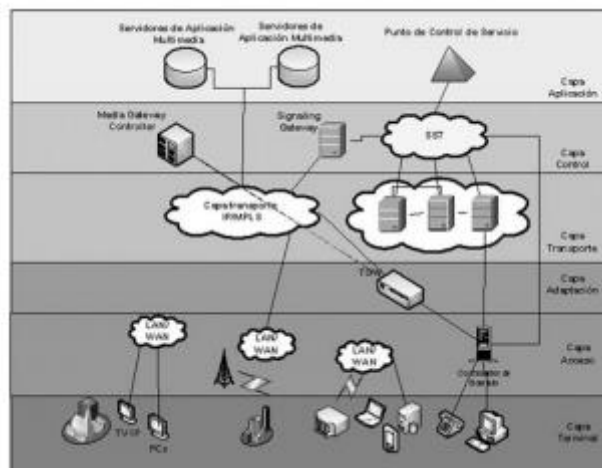 Servidores de Aplicación
Multimedia
Servidores de
Aplicación Multimedia
Punto de Control de Servicio
Capa
Aplicación
Media Gateway
Controller
Signaling
Gateway
SS7
Capa
Control
Capa transporte
IP/MPLS
Capa
Transporte
Capa
Adaptación
LAN/
WAN
LAN/
WAN
LAN/
WAN
Capa
Acceso
TV IP
PCs
Capa
Terminal